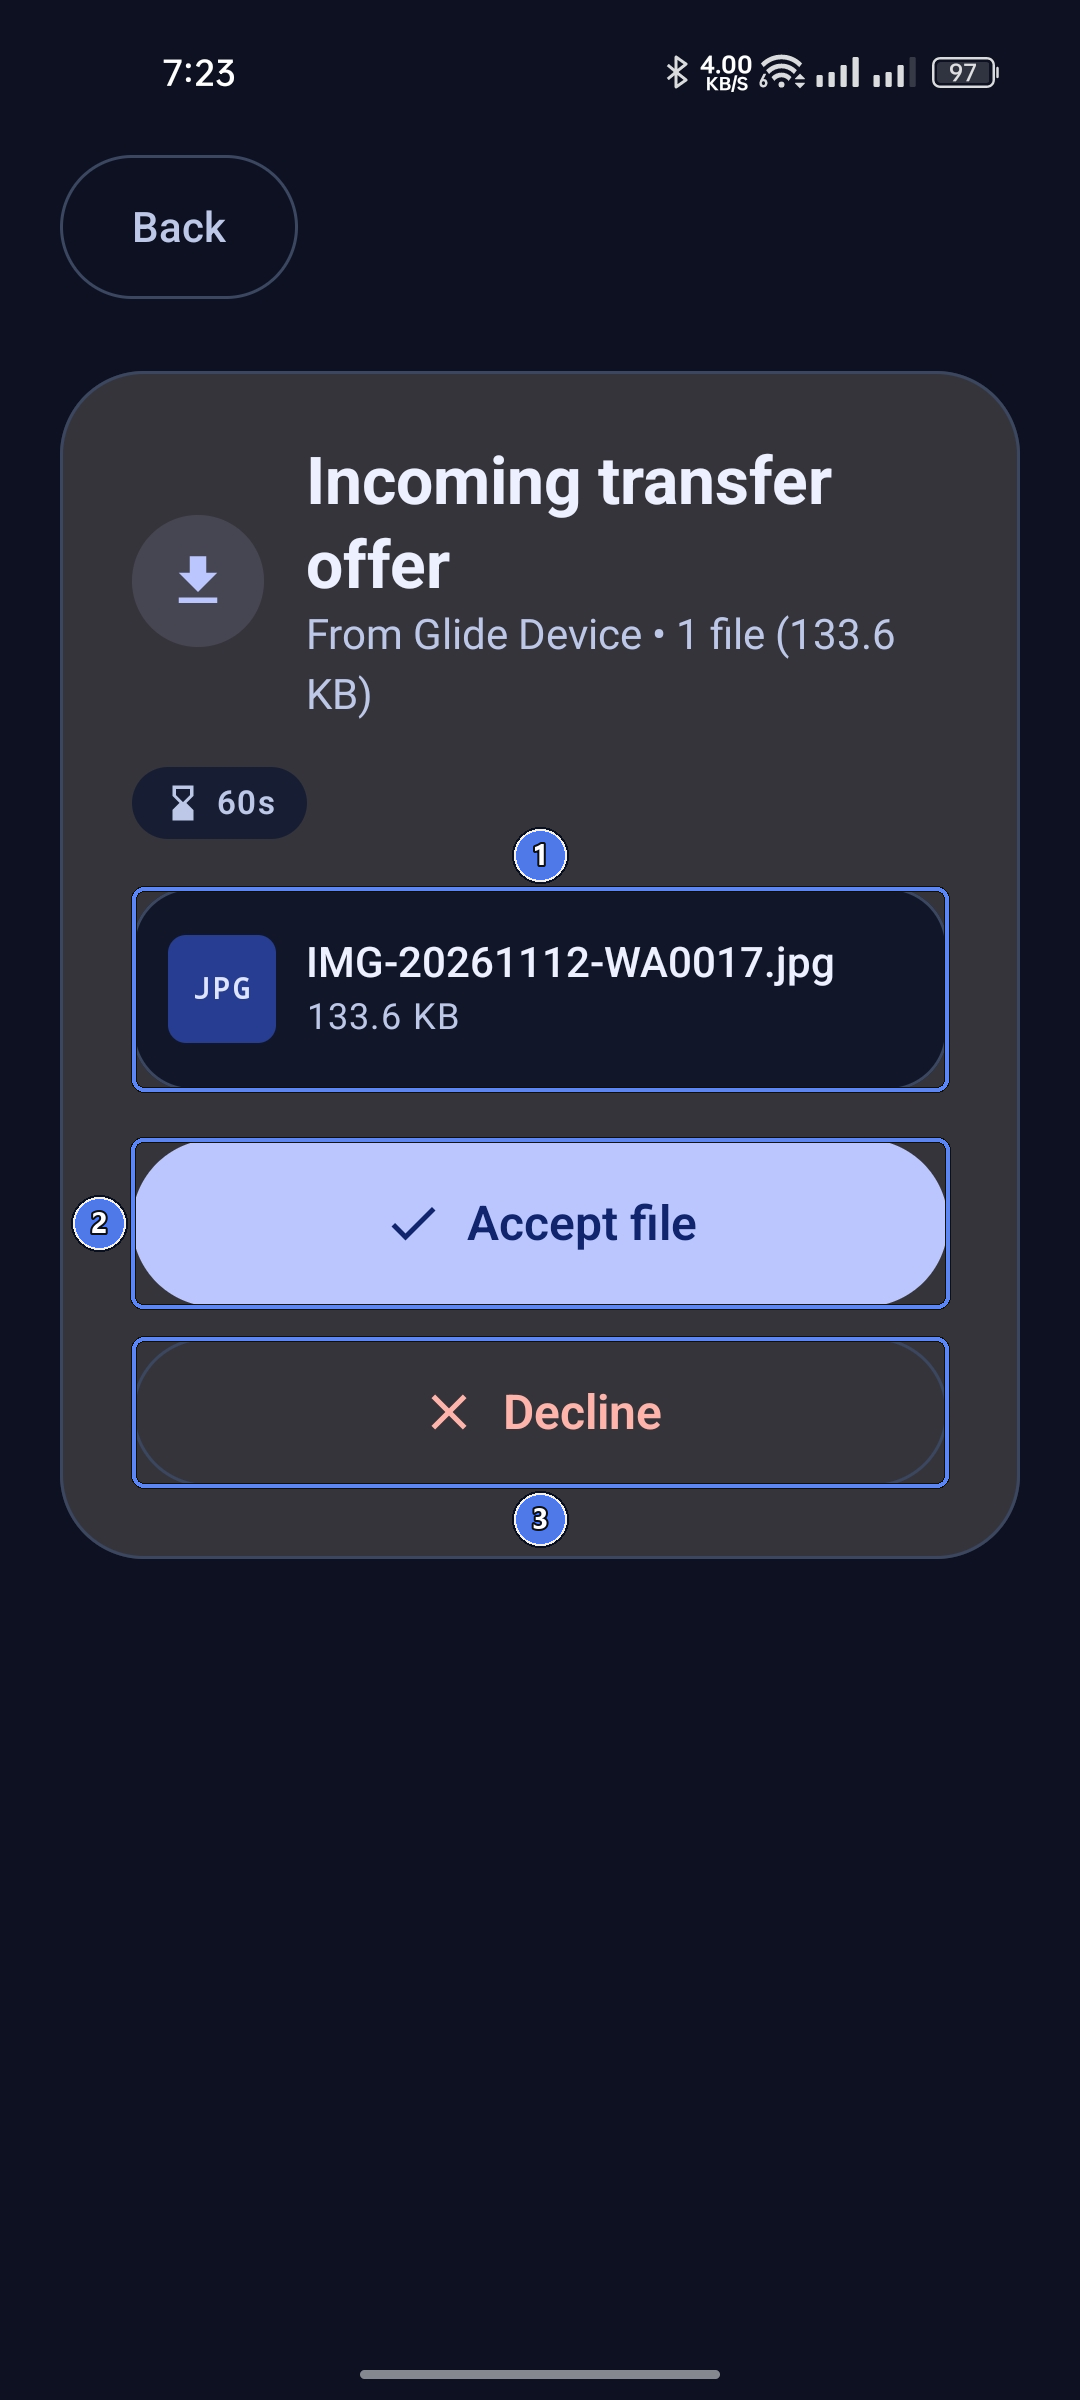 7:23
4.00
KB/S
6
97
Back
Incoming transfer
offer
From Glide Device • 1 file (133.6
KB)
60s
1
JPG
IMG-20261112-WA0017.jpg
133.6 KB
2
Accept file
Decline
3